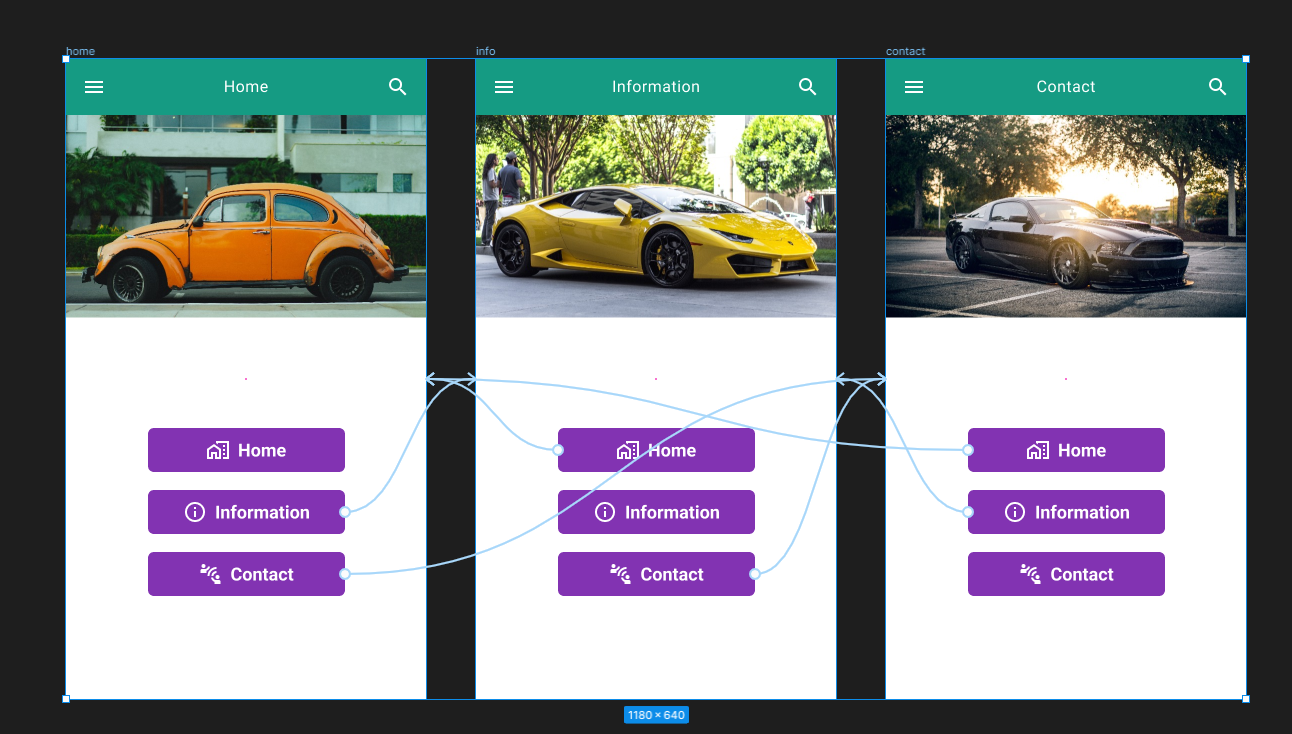 home
info
contact
Home
Information
Contact
Home
Information
Contact
Home
Information
Contact
Home
Information
Contact
1180 × 640